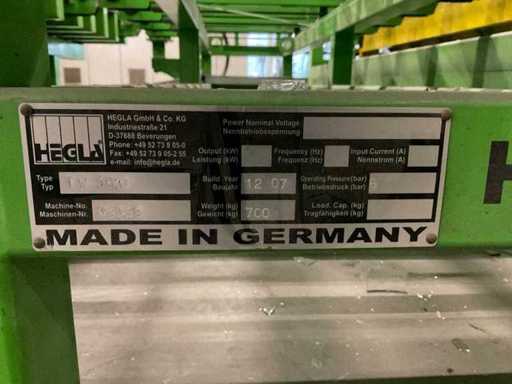 HEGLA
HEGLA GmbH & Co. KG
Industriestraße 21
D-37688 Beverungen
Phone: +49 52 73 9 05-0
Fax: +49 52 73 9 05-2 55
e-mail: info@hegla.de
Power Nominal Voltage
Nennbetriebsspannung
Output (kW)
Leistung (kW)
Frequency (Hz)
Frequenz (Hz)
Input Current (A)
Nennstrom (A)
Type
Typ
Build Year
Baujahr
12 07
Operating Pressure (bar)
Betriebsdruck (bar)
Machine-No.
Maschinen-Nr.
Weight (kg)
Gewicht (kg)
700
Load. Cap. (kg)
Tragfähigkeit (kg)
MADE IN GERMANY